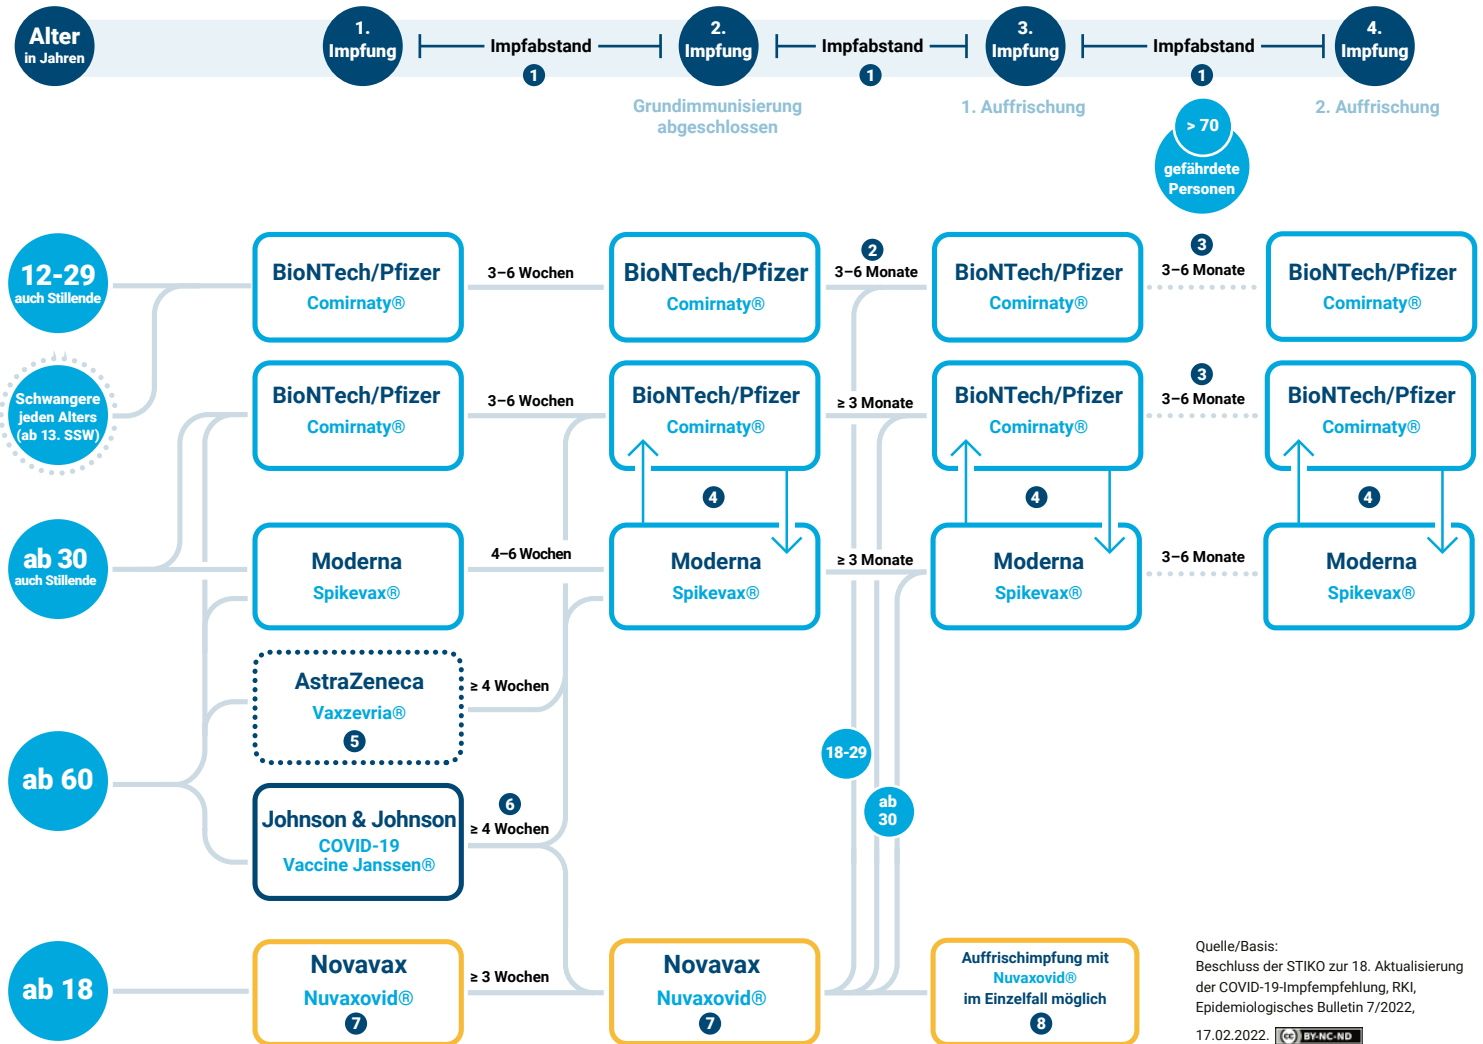 Alter
in Jahren
1.
Impfung
Impfabstand
1
2.
Impfung
Impfabstand
1
3.
Impfung
Impfabstand
1
4.
Impfung
Grundimmunisierung
abgeschlossen
1. Auffrischung
2. Auffrischung
> 70
gefährdete
Personen
12-29
auch Stillende
BioNTech/Pfizer
Comirnaty®
3–6 Wochen
BioNTech/Pfizer
Comirnaty®
2
3–6 Monate
BioNTech/Pfizer
Comirnaty®
3
3–6 Monate
BioNTech/Pfizer
Comirnaty®
Schwangere
jeden Alters
(ab 13. SSW)
BioNTech/Pfizer
Comirnaty®
3–6 Wochen
BioNTech/Pfizer
Comirnaty®
≥ 3 Monate
BioNTech/Pfizer
Comirnaty®
3
3–6 Monate
BioNTech/Pfizer
Comirnaty®
4
4
4
ab 30
auch Stillende
Moderna
Spikevax®
4–6 Wochen
Moderna
Spikevax®
≥ 3 Monate
Moderna
Spikevax®
3–6 Monate
Moderna
Spikevax®
AstraZeneca
Vaxzevria®
5
≥ 4 Wochen
ab 60
Johnson & Johnson
COVID-19
Vaccine Janssen®
6
≥ 4 Wochen
18-29
ab
30
ab 18
Novavax
Nuvaxovid®
7
≥ 3 Wochen
Novavax
Nuvaxovid®
7
Auffrischimpfung mit
Nuvaxovid®
im Einzelfall möglich
8
Quelle/Basis:
Beschluss der STIKO zur 18. Aktualisierung
der COVID-19-Impfempfehlung, RKI,
Epidemiologisches Bulletin 7/2022,
17.02.2022.
cc BY-NC-ND